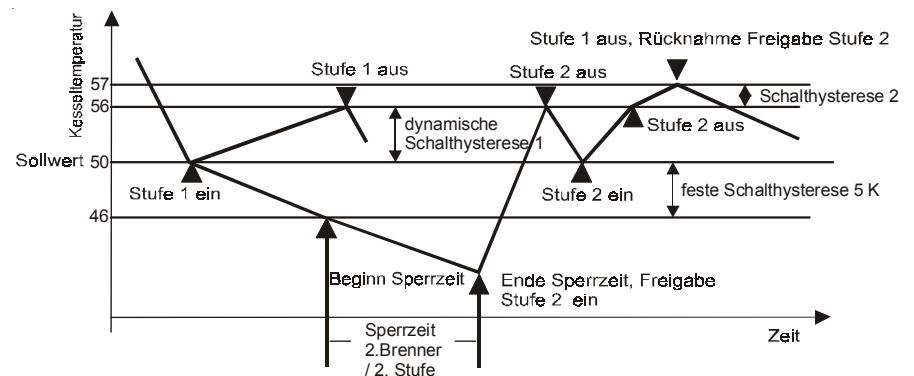 Kesseltemperatur
Stufe 1 aus, Rücknahme Freigabe Stufe 2
Stufe 1 aus
Stufe 2 aus
57
56
Schalthysterese 2
dynamische
Schalthysterese 1
Stufe 2 aus
Sollwert 50
Stufe 1 ein
Stufe 2 ein
feste Schalthysterese 5 K
46
Beginn Sperrzeit
Ende Sperrzeit, Freigabe
Stufe 2 ein
Sperrzeit
2.Brenner
/ 2. Stufe
Zeit